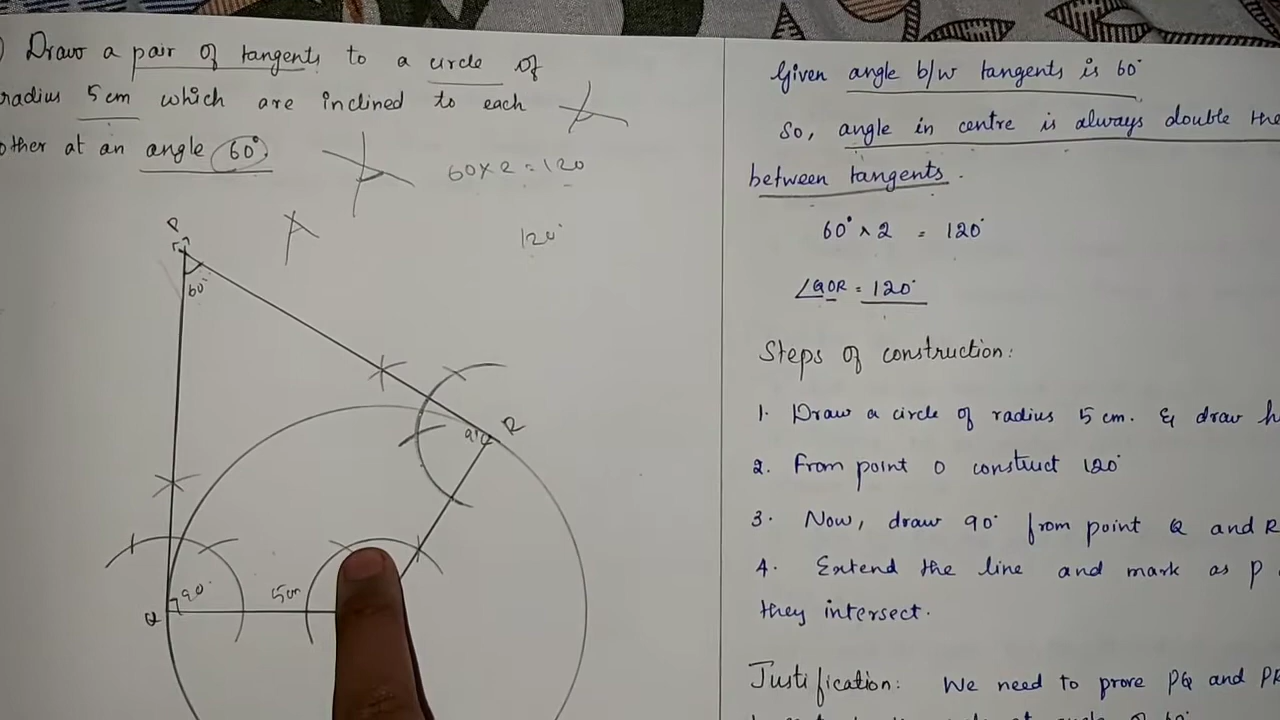 ) Draw a pair of tangents to a circle of
radius 5cm which are inclined to each
other at an angle 60°.
60 × 2 = 120
120°
P
60°
R
90°
5cm
Q
Given angle b/w tangents is 60°
So, angle in centre is always double the
between tangents.
60° × 2 = 120°
∠QOR = 120°
Steps of construction:
1. Draw a circle of radius 5 cm. & draw
2. From point O construct 120°
3. Now, draw 90° from point Q and R
4. Extend the line and mark as P
they intersect.
Justification: We need to prove PQ and PR